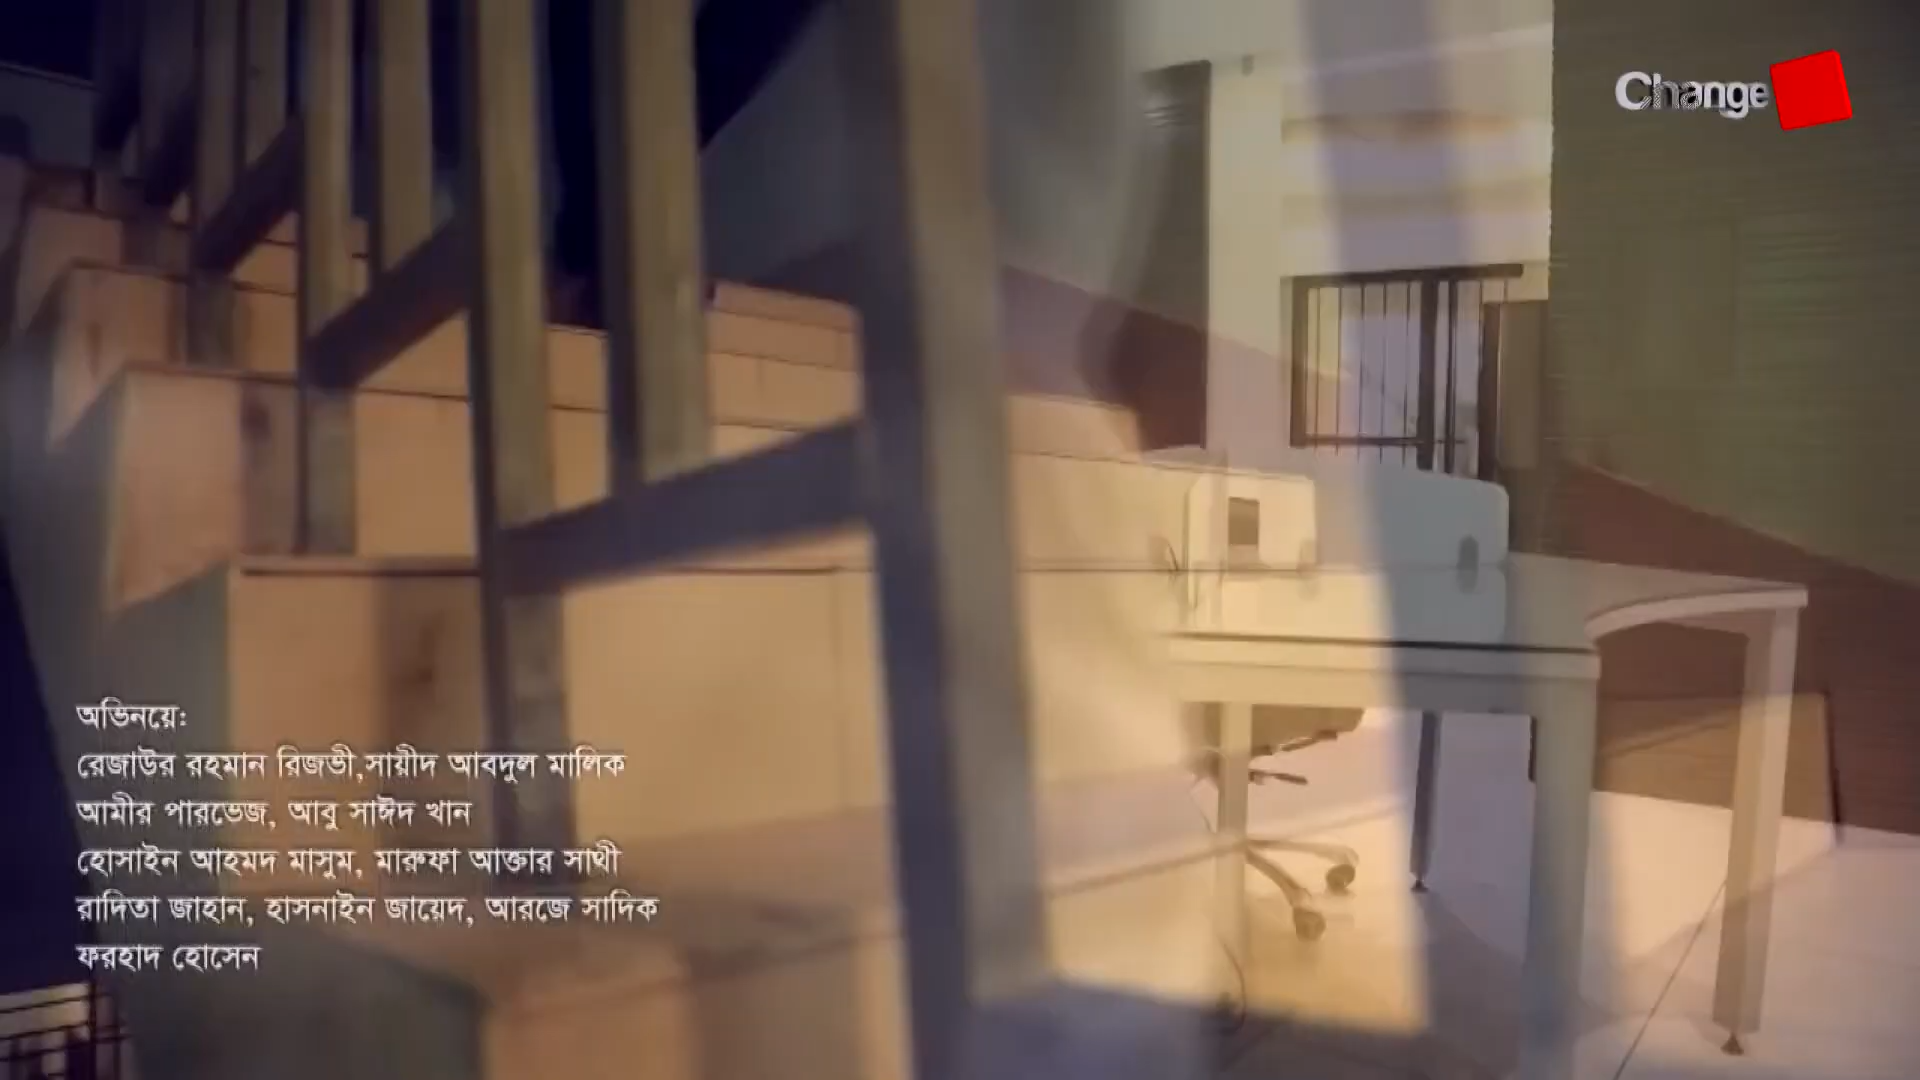 Change
অভিনয়ে:
রেজাউর রহমান রিজভী,সায়ীদ আবদুল মালিক
আমীর পারভেজ, আবু সাঈদ খান
হোসাইন আহমদ মাসুম, মারুফা আক্তার সাথী
রাদিতা জাহান, হাসনাইন জায়েদ, আরজে সাদিক
ফরহাদ হোসেন